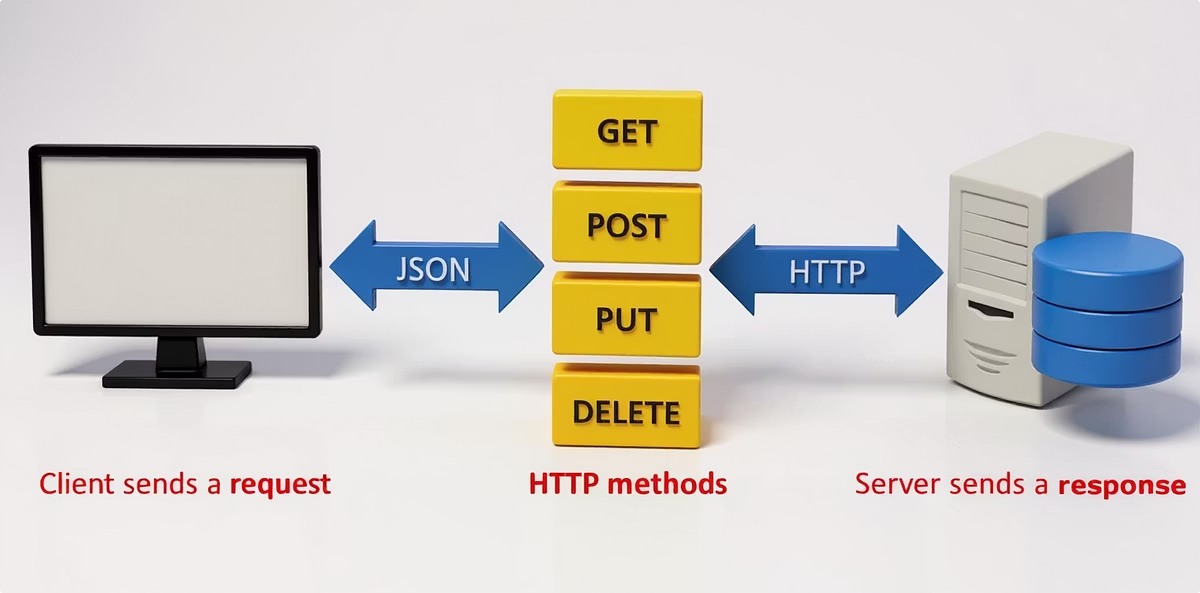 GET
POST
JSON
HTTP
PUT
DELETE
Client sends a request
HTTP methods
Server sends a response